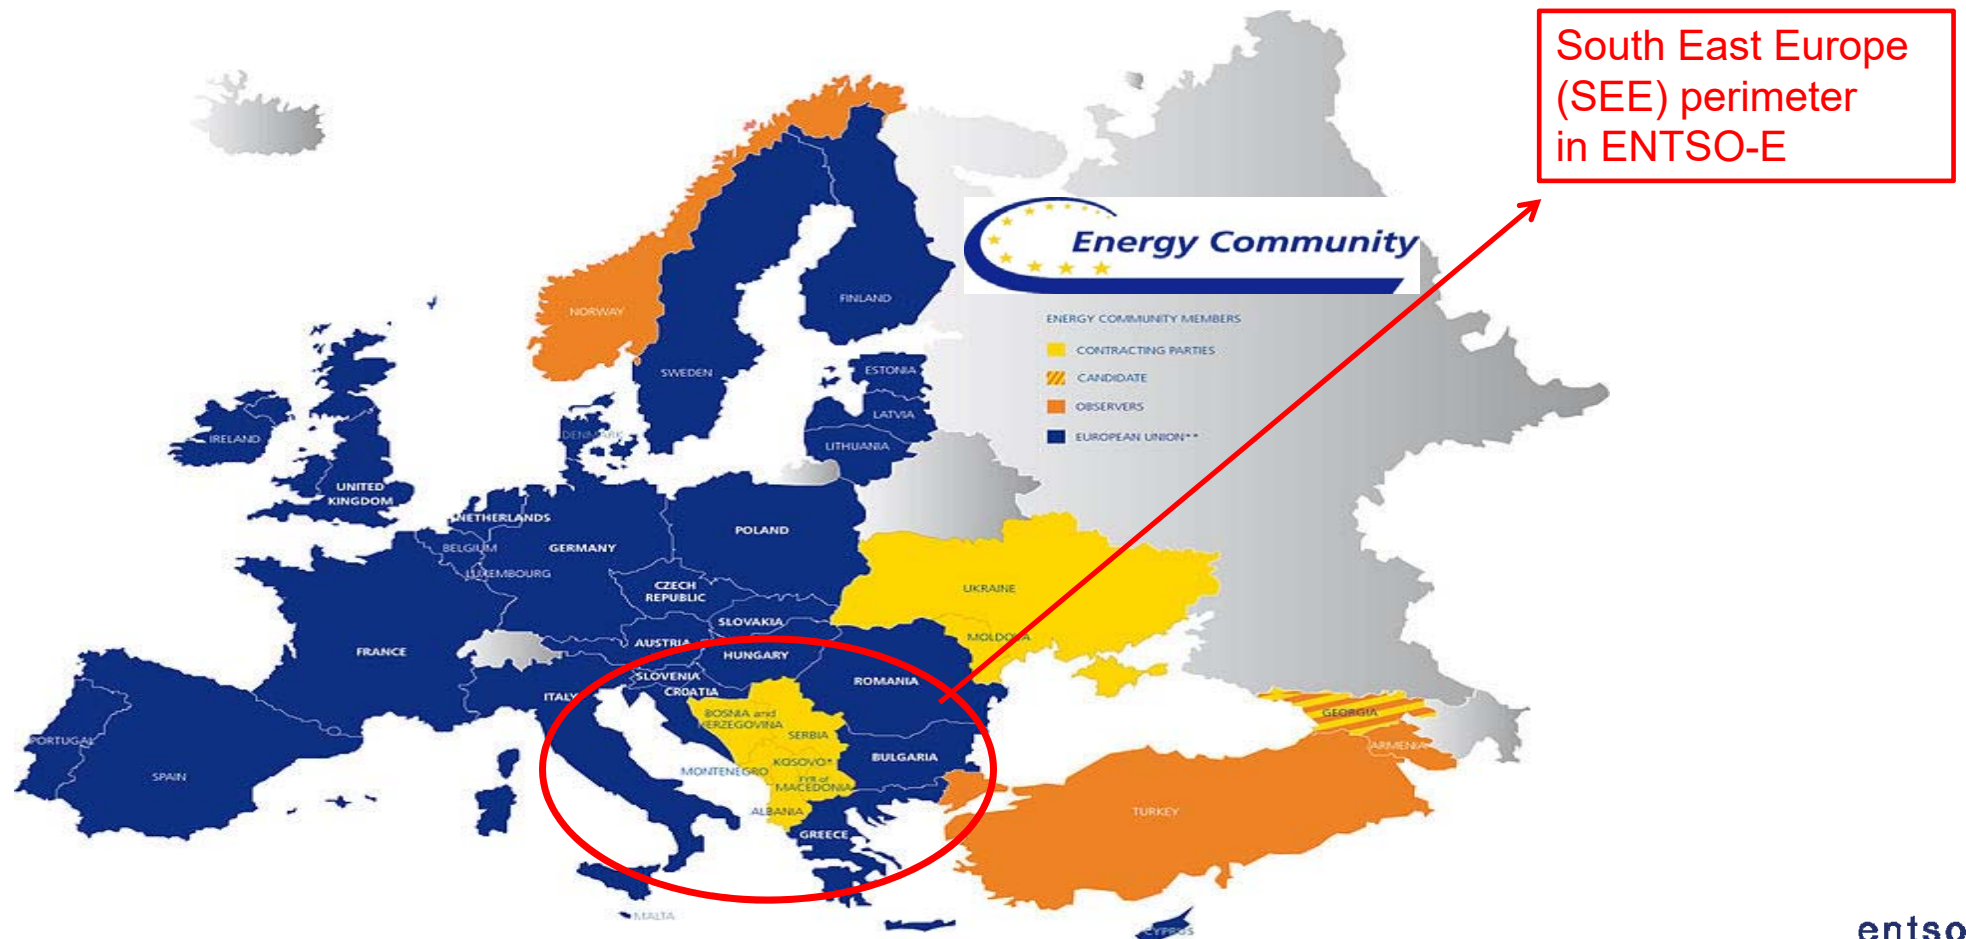 South East Europe
(SEE) perimeter
in ENTSO-E
Energy Community
ENERGY COMMUNITY MEMBERS
CONTRACTING PARTIES
CANDIDATE
OBSERVERS
EUROPEAN UNION**
NORWAY
FINLAND
SWEDEN
ESTONIA
LATVIA
LITHUANIA
DENMARK
IRELAND
UNITED
KINGDOM
NETHERLANDS
BELGIUM
LUXEMBOURG
GERMANY
POLAND
CZECH
REPUBLIC
SLOVAKIA
UKRAINE
MOLDOVA
FRANCE
AUSTRIA
HUNGARY
SLOVENIA
CROATIA
ITALY
ROMANIA
BOSNIA and
HERZEGOVINA
SERBIA
KOSOVO*
MONTENEGRO
FYR of
MACEDONIA
ALBANIA
BULGARIA
GREECE
PORTUGAL
SPAIN
GEORGIA
ARMENIA
TURKEY
MALTA
CYPRUS
entso